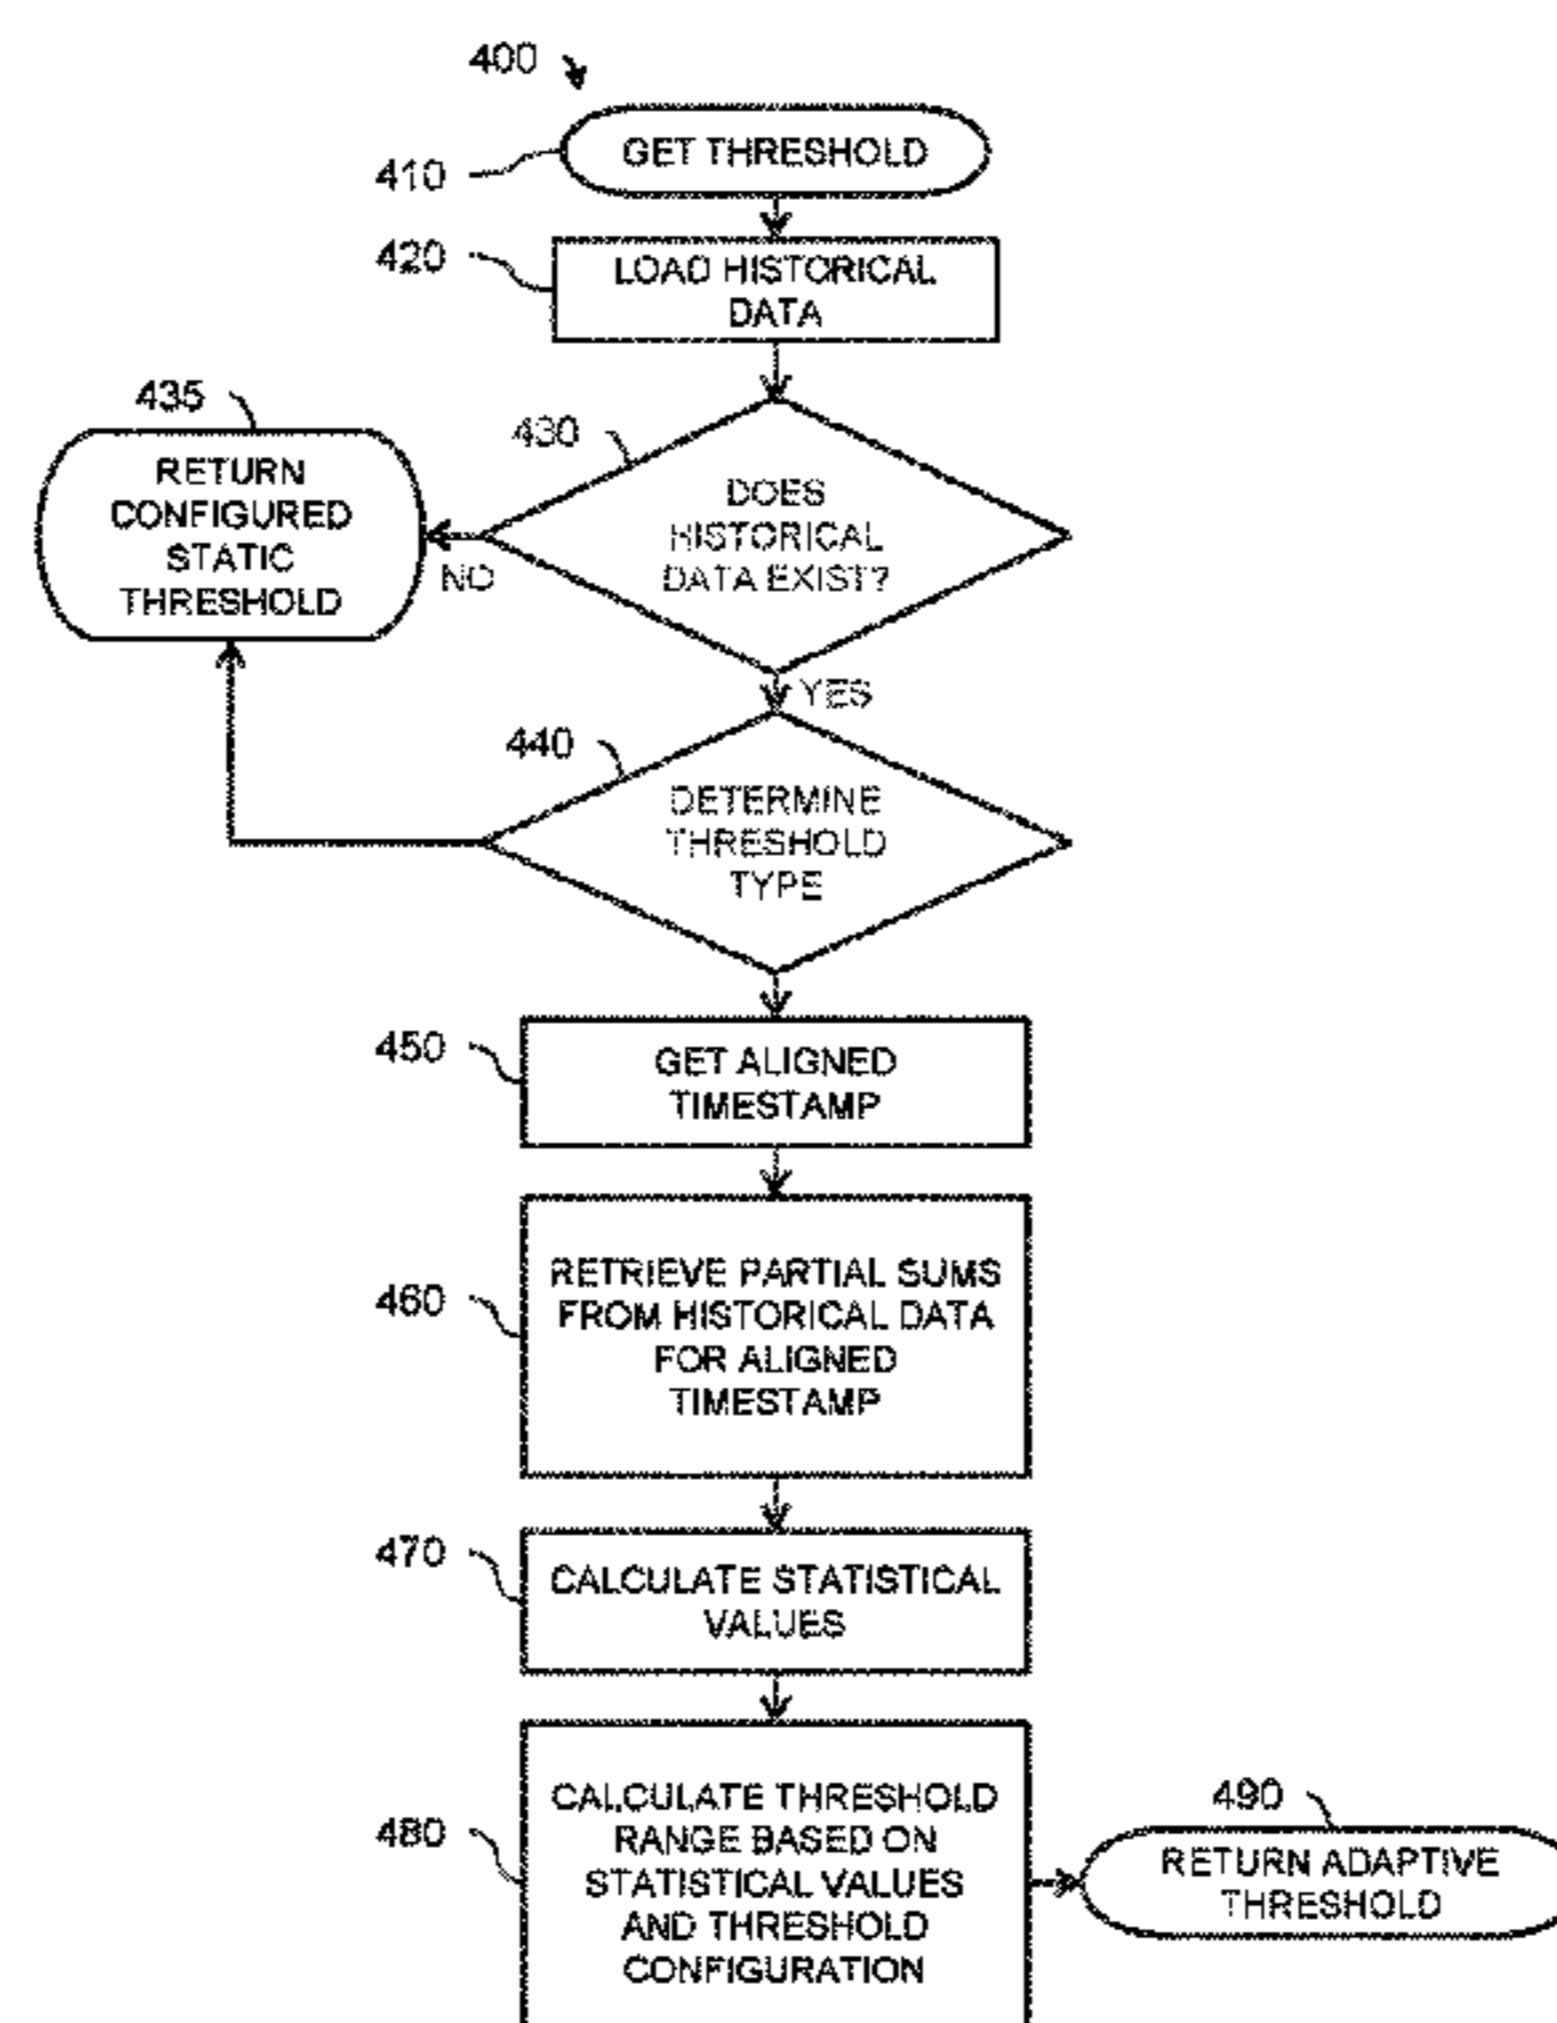 400
GET THRESHOLD
410
420
LOAD HISTORICAL
DATA
435
RETURN
CONFIGURED
STATIC
THRESHOLD
430
DOES
HISTORICAL
DATA EXIST?
NO
YES
440
DETERMINE
THRESHOLD
TYPE
450
GET ALIGNED
TIMESTAMP
460
RETRIEVE PARTIAL SUMS
FROM HISTORICAL DATA
FOR ALIGNED
TIMESTAMP
470
CALCULATE STATISTICAL
VALUES
480
CALCULATE THRESHOLD
RANGE BASED ON
STATISTICAL VALUES
AND THRESHOLD
CONFIGURATION
490
RETURN ADAPTIVE
THRESHOLD